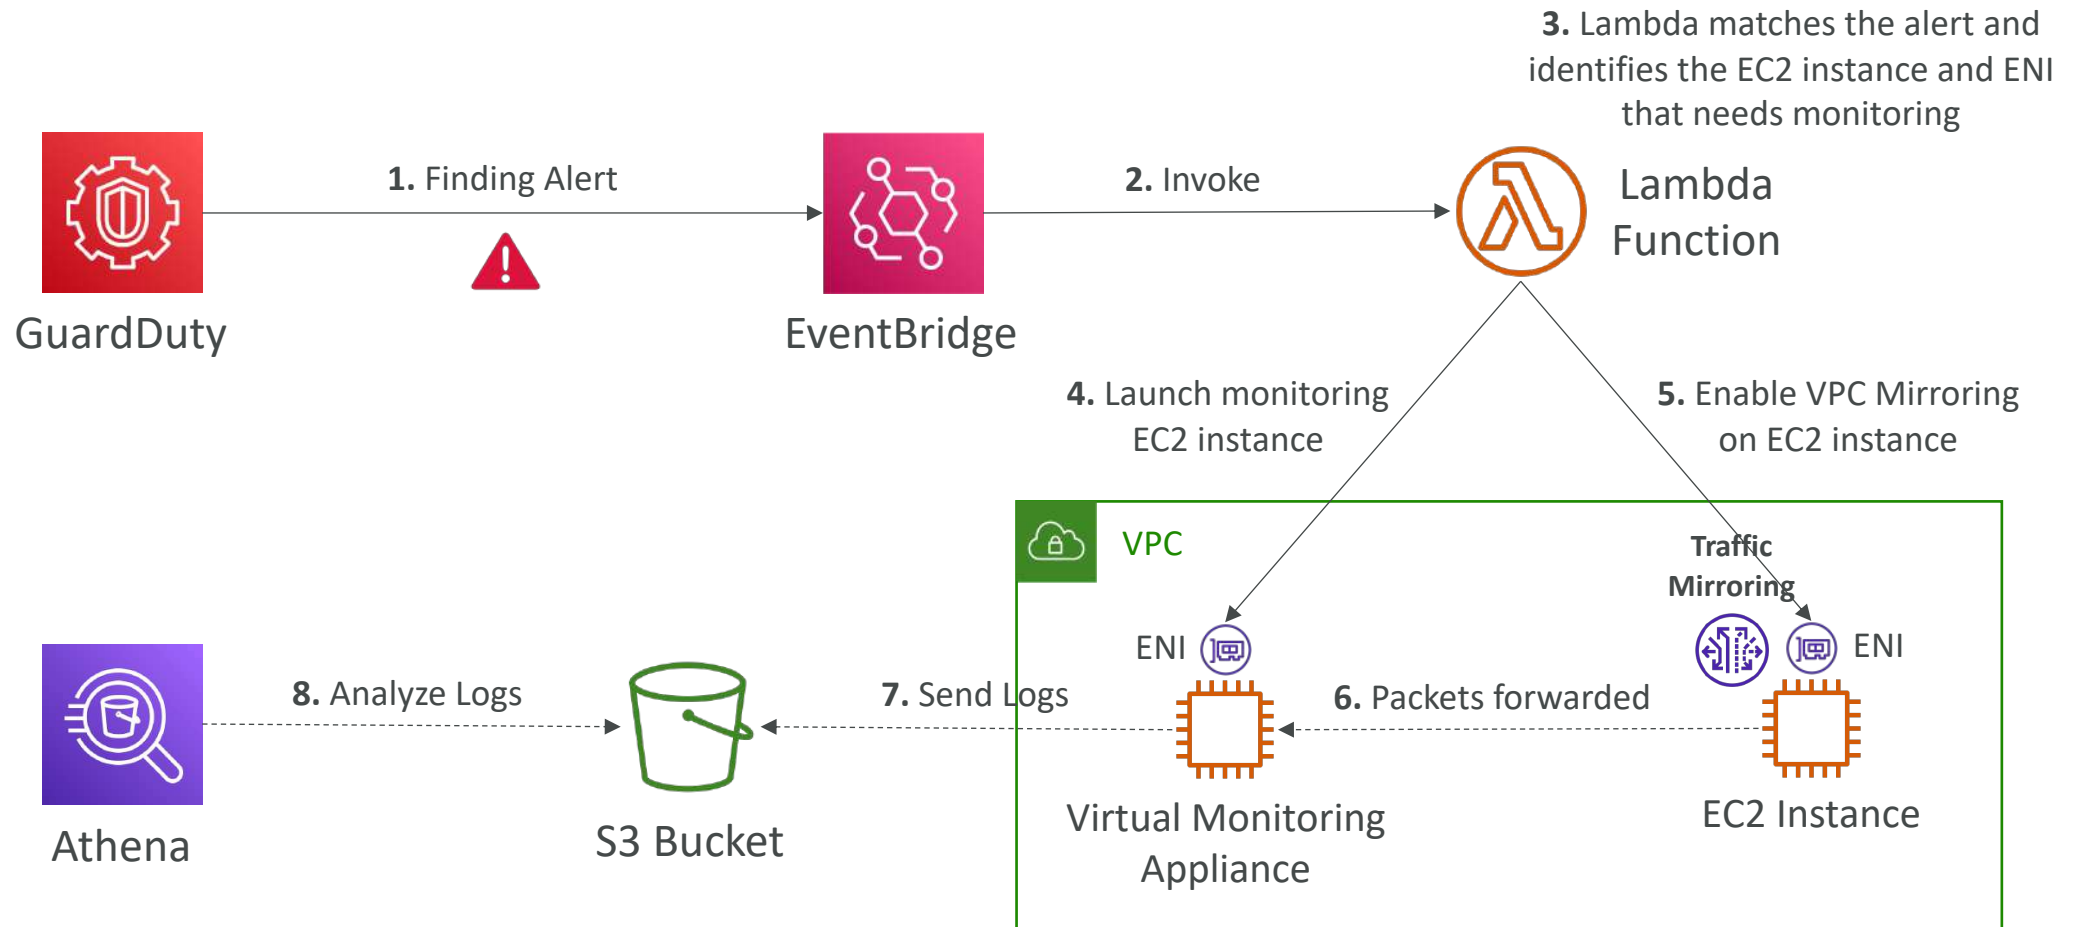 3. Lambda matches the alert and
identifies the EC2 instance and ENI
that needs monitoring
1. Finding Alert
2. Invoke
Lambda
Function
GuardDuty
EventBridge
4. Launch monitoring
EC2 instance
5. Enable VPC Mirroring
on EC2 instance
VPC
Traffic
Mirroring
ENI
ENI
8. Analyze Logs
7. Send Logs
6. Packets forwarded
Athena
S3 Bucket
Virtual Monitoring
Appliance
EC2 Instance